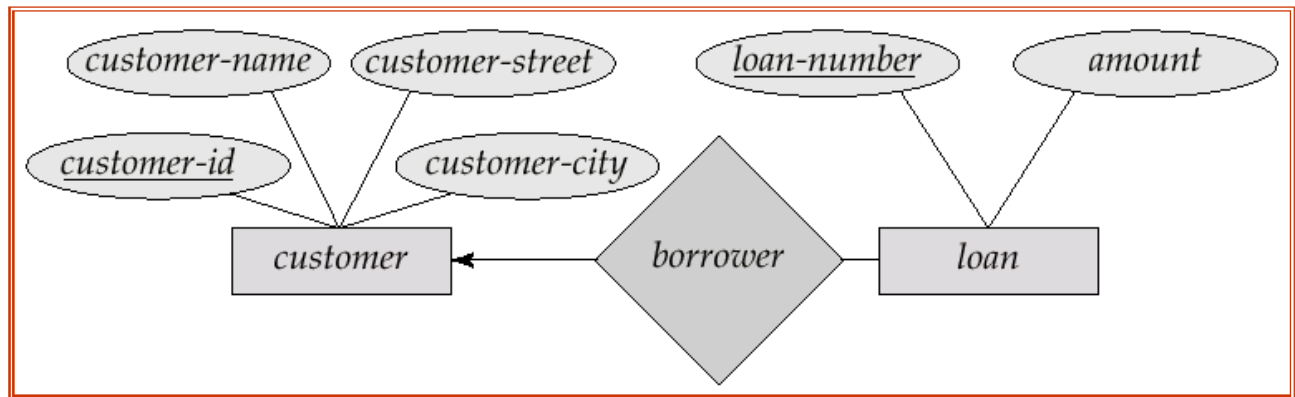 customer-name
customer-street
loan-number
amount
customer-id
customer-city
customer
borrower
loan